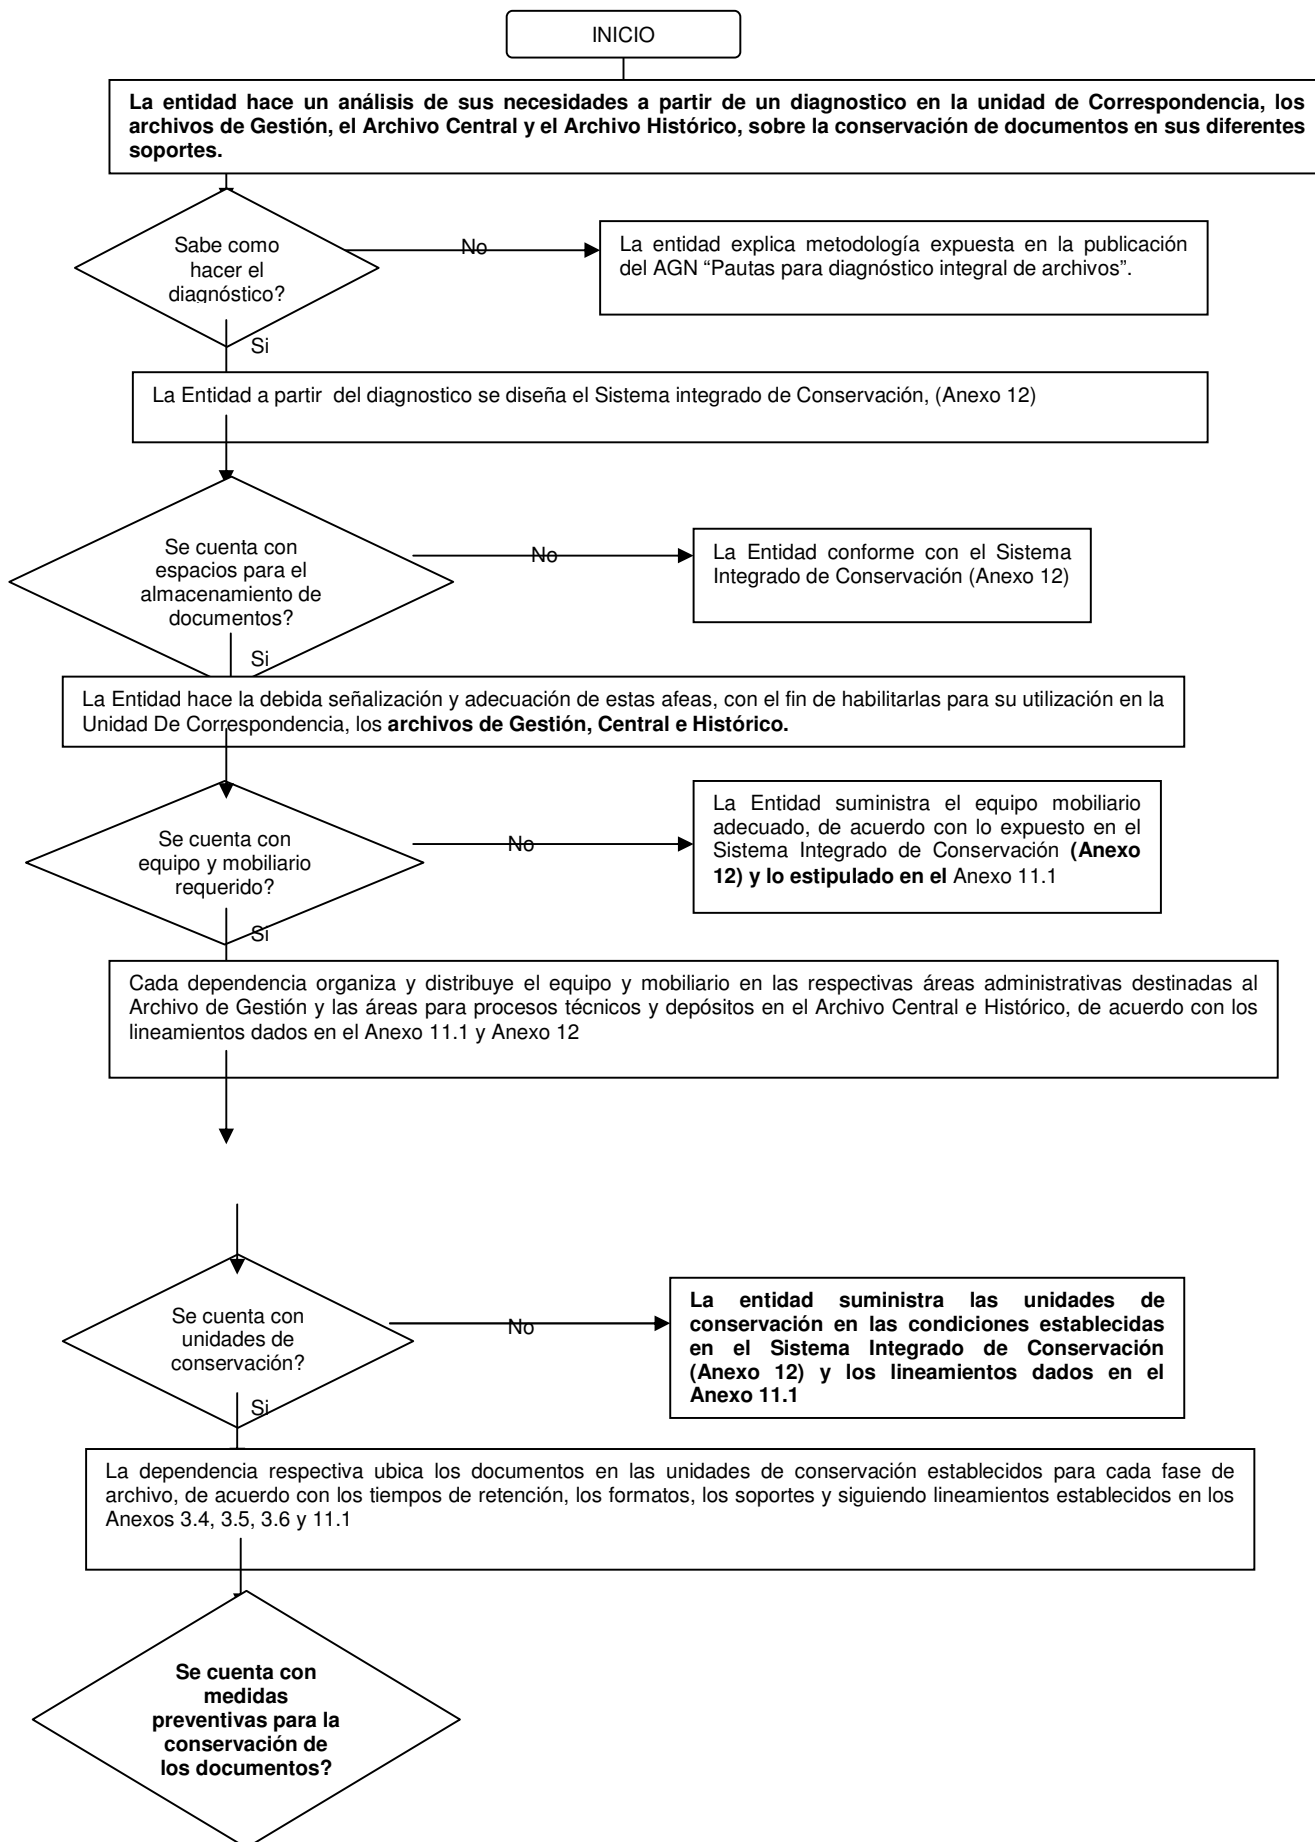 INICIO
La entidad hace un análisis de sus necesidades a partir de un diagnostico en la unidad de Correspondencia, los
archivos de Gestión, el Archivo Central y el Archivo Histórico, sobre la conservación de documentos en sus diferentes
soportes.
Sabe como
hacer el
diagnóstico?
No
La entidad explica metodología expuesta en la publicación
del AGN “Pautas para diagnóstico integral de archivos”.
Si
La Entidad a partir del diagnostico se diseña el Sistema integrado de Conservación, (Anexo 12)
Se cuenta con
espacios para el
almacenamiento de
documentos?
No
La Entidad conforme con el Sistema
Integrado de Conservación (Anexo 12)
Si
La Entidad hace la debida señalización y adecuación de estas afeas, con el fin de habilitarlas para su utilización en la
Unidad De Correspondencia, los archivos de Gestión, Central e Histórico.
Se cuenta con
equipo y mobiliario
requerido?
No
La Entidad suministra el equipo mobiliario
adecuado, de acuerdo con lo expuesto en el
Sistema Integrado de Conservación (Anexo
12) y lo estipulado en el Anexo 11.1
Si
Cada dependencia organiza y distribuye el equipo y mobiliario en las respectivas áreas administrativas destinadas al
Archivo de Gestión y las áreas para procesos técnicos y depósitos en el Archivo Central e Histórico, de acuerdo con los
lineamientos dados en el Anexo 11.1 y Anexo 12
Se cuenta con
unidades de
conservación?
No
La entidad suministra las unidades de
conservación en las condiciones establecidas
en el Sistema Integrado de Conservación
(Anexo 12) y los lineamientos dados en el
Anexo 11.1
Si
La dependencia respectiva ubica los documentos en las unidades de conservación establecidos para cada fase de
archivo, de acuerdo con los tiempos de retención, los formatos, los soportes y siguiendo lineamientos establecidos en los
Anexos 3.4, 3.5, 3.6 y 11.1
Se cuenta con
medidas
preventivas para la
conservación de
los documentos?